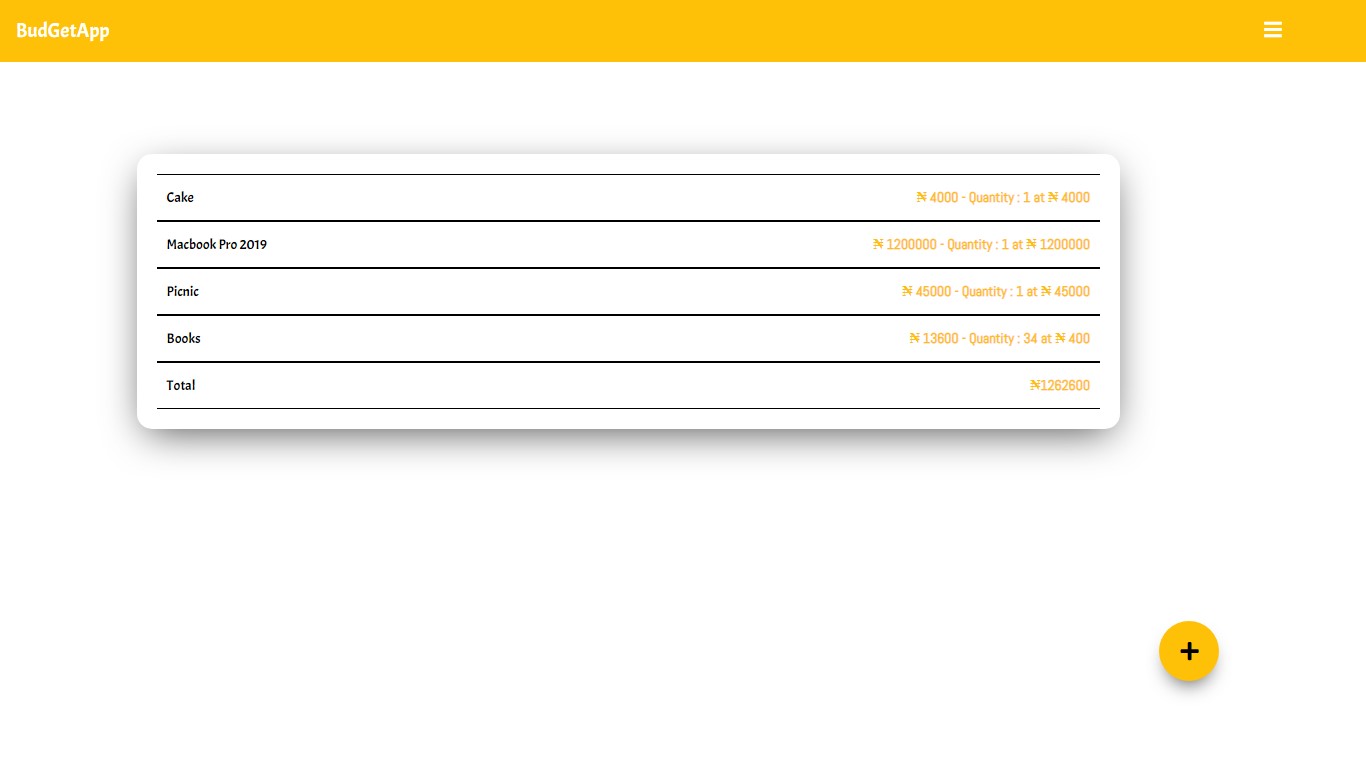 BudGetApp
Cake ₦ 4000 - Quantity : 1 at ₦ 4000
Macbook Pro 2019 ₦ 1200000 - Quantity : 1 at ₦ 1200000
Picnic ₦ 45000 - Quantity : 1 at ₦ 45000
Books ₦ 13600 - Quantity : 34 at ₦ 400
Total ₦1262600